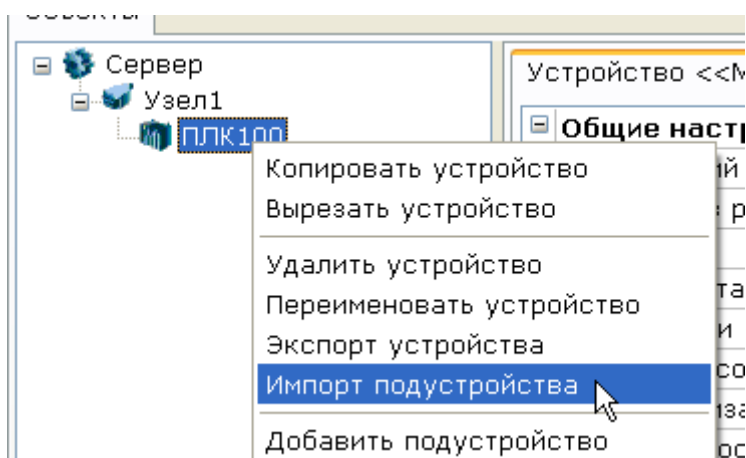 Сервер
Узел1
ПЛК100
Устройство <<М
Общие настр
Копировать устройство
Вырезать устройство
Удалить устройство
Переименовать устройство
Экспорт устройства
Импорт подустройства
Добавить подустройство